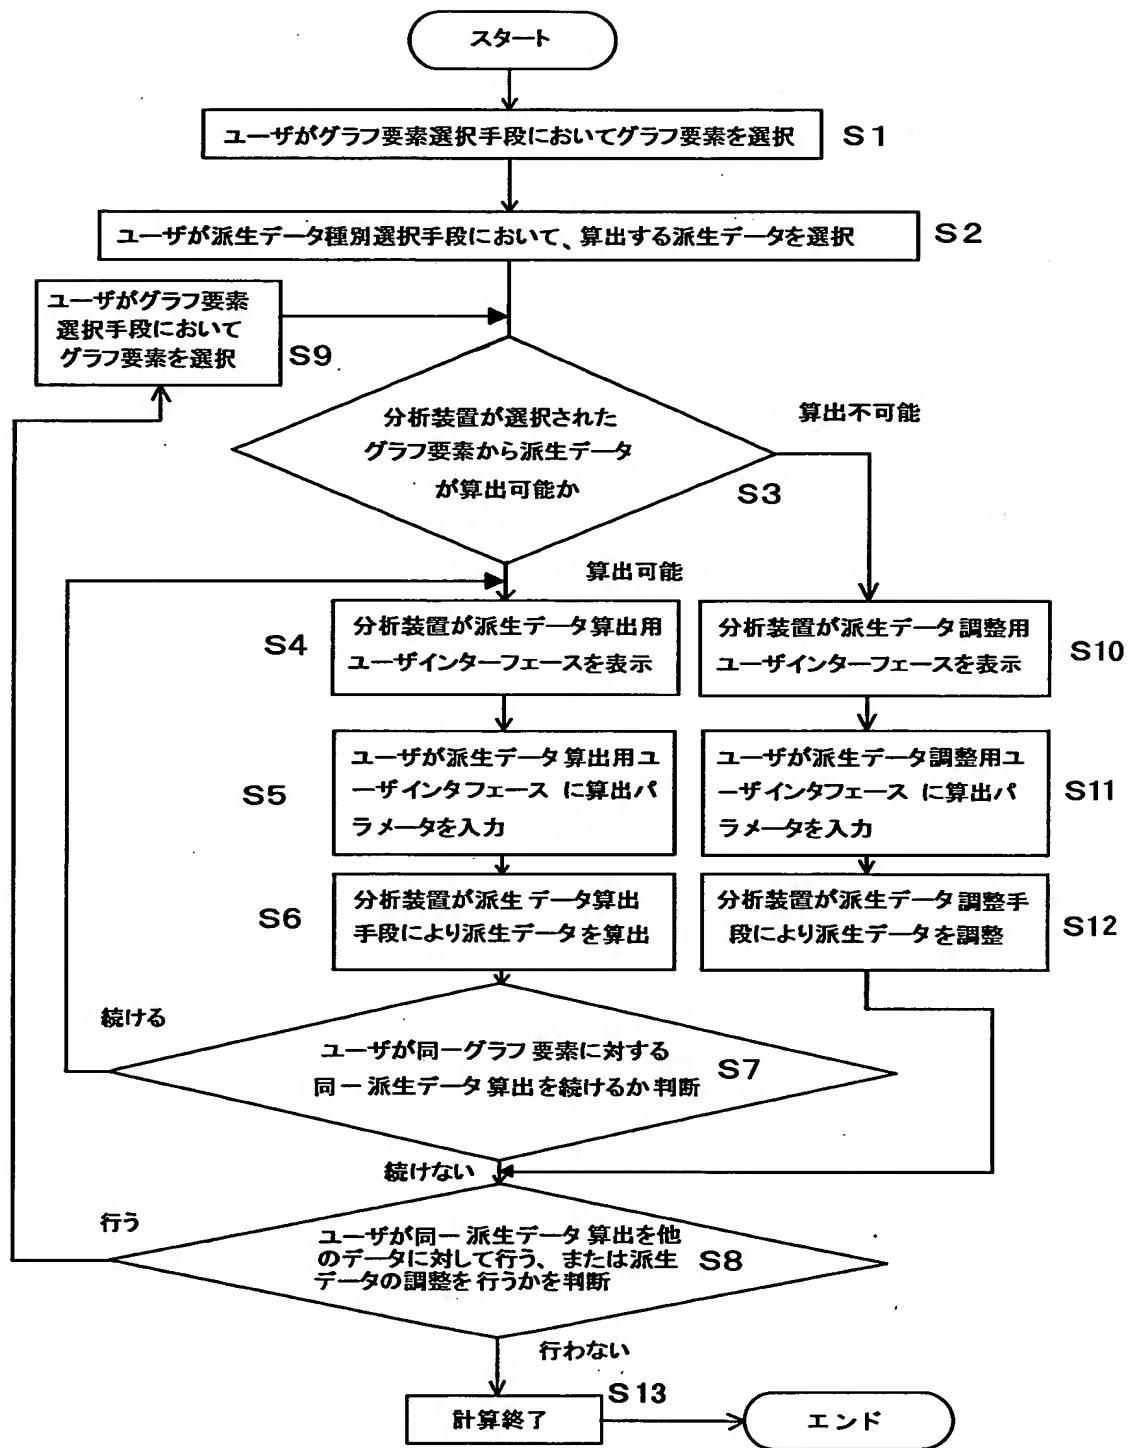 スタート
ユーザがグラフ要素選択手段においてグラフ要素を選択
S1
ユーザが派生データ種別選択手段において、算出する派生データを選択
S2
ユーザがグラフ要素
選択手段において
グラフ要素を選択
S9
分析装置が選択された
グラフ要素から派生データ
が算出可能か
S3
算出不可能
算出可能
S4
分析装置が派生データ算出用
ユーザインターフェースを表示
分析装置が派生データ調整用
ユーザインターフェースを表示
S10
S5
ユーザが派生データ算出用ユ
ーザインタフェース に算出パ
ラメータを入力
ユーザが派生データ調整用ユ
ーザインタフェース に算出パ
ラメータを入力
S11
S6
分析装置が派生データ算出
手段により派生データを算出
分析装置が派生データ調整手
段により派生データを調整
S12
続ける
ユーザが同一グラフ要素に対する
同一派生データ算出を続けるか判断
S7
続けない
行う
ユーザが同一派生データ算出を他
のデータに対して行う、または派生
データの調整を行うかを判断
S8
行わない
S13
計算終了
エンド